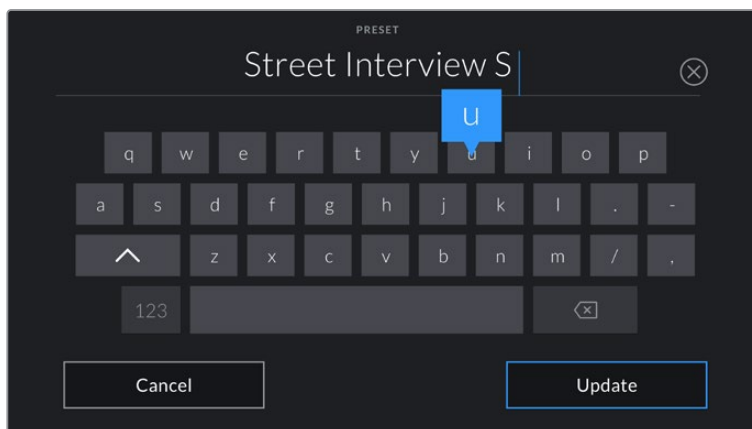 PRESET
Street Interview S
u
q w e r t y u i o p
a s d f g h j k l . -
z x c v b n m / ,
123
Cancel Update